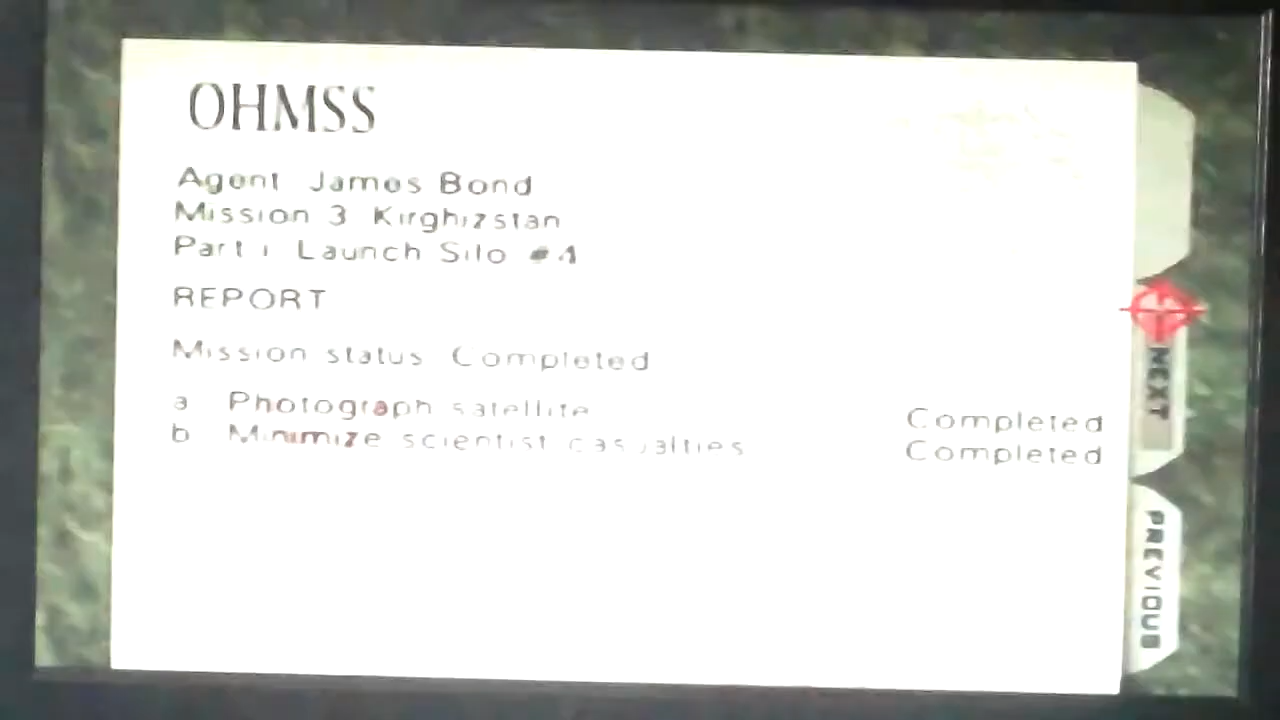 OHMSS
Agent James Bond
Mission 3 Kirghizstan
Part i Launch Silo #4
REPORT
Mission status Completed
a Photograph satellite Completed
b Minimize scientist casualties Completed
NEXT
PREVIOUS